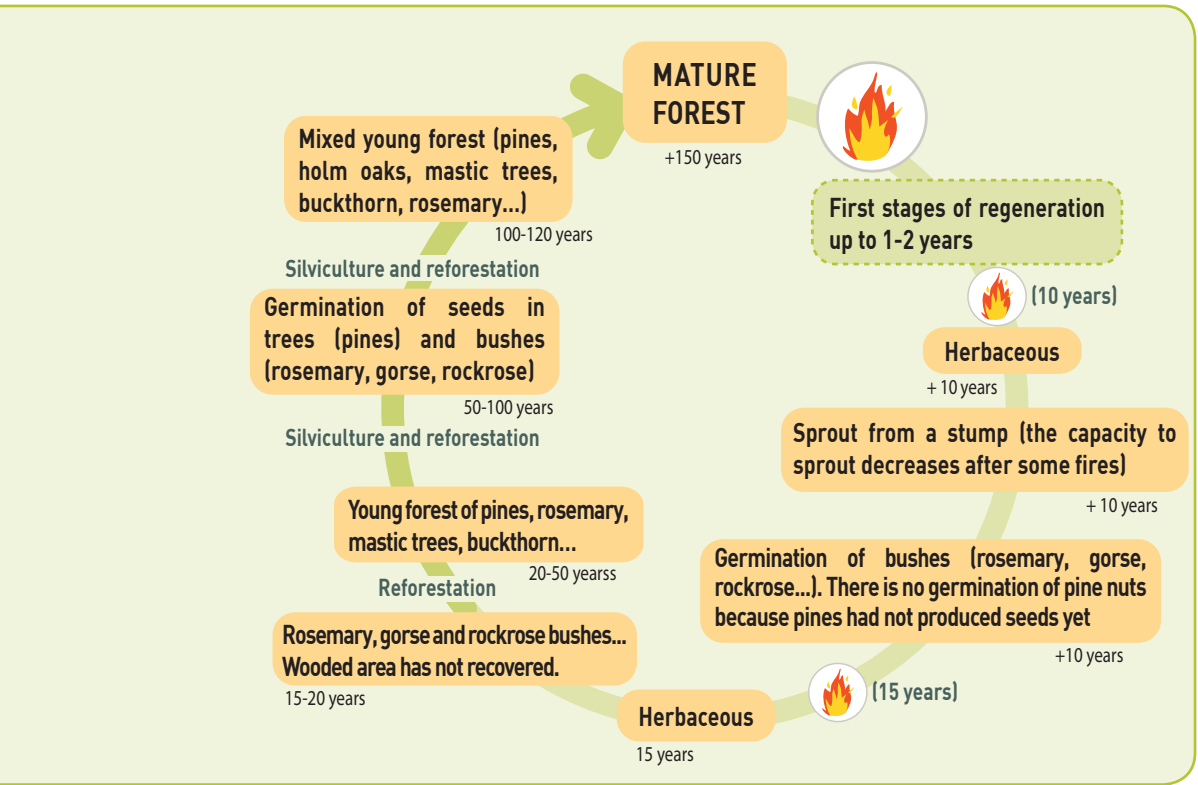 MATURE
FOREST
+150 years
First stages of regeneration
up to 1-2 years
(10 years)
Herbaceous
+ 10 years
Sprout from a stump (the capacity to
sprout decreases after some fires)
+ 10 years
Germination of bushes (rosemary, gorse,
rockrose...). There is no germination of pine nuts
because pines had not produced seeds yet
+10 years
(15 years)
Herbaceous
15 years
Rosemary, gorse and rockrose bushes...
Wooded area has not recovered.
15-20 years
Reforestation
Young forest of pines, rosemary,
mastic trees, buckthorn...
20-50 yearss
Silviculture and reforestation
Germination of seeds in
trees (pines) and bushes
(rosemary, gorse, rockrose)
50-100 years
Silviculture and reforestation
Mixed young forest (pines,
holm oaks, mastic trees,
buckthorn, rosemary...)
100-120 years